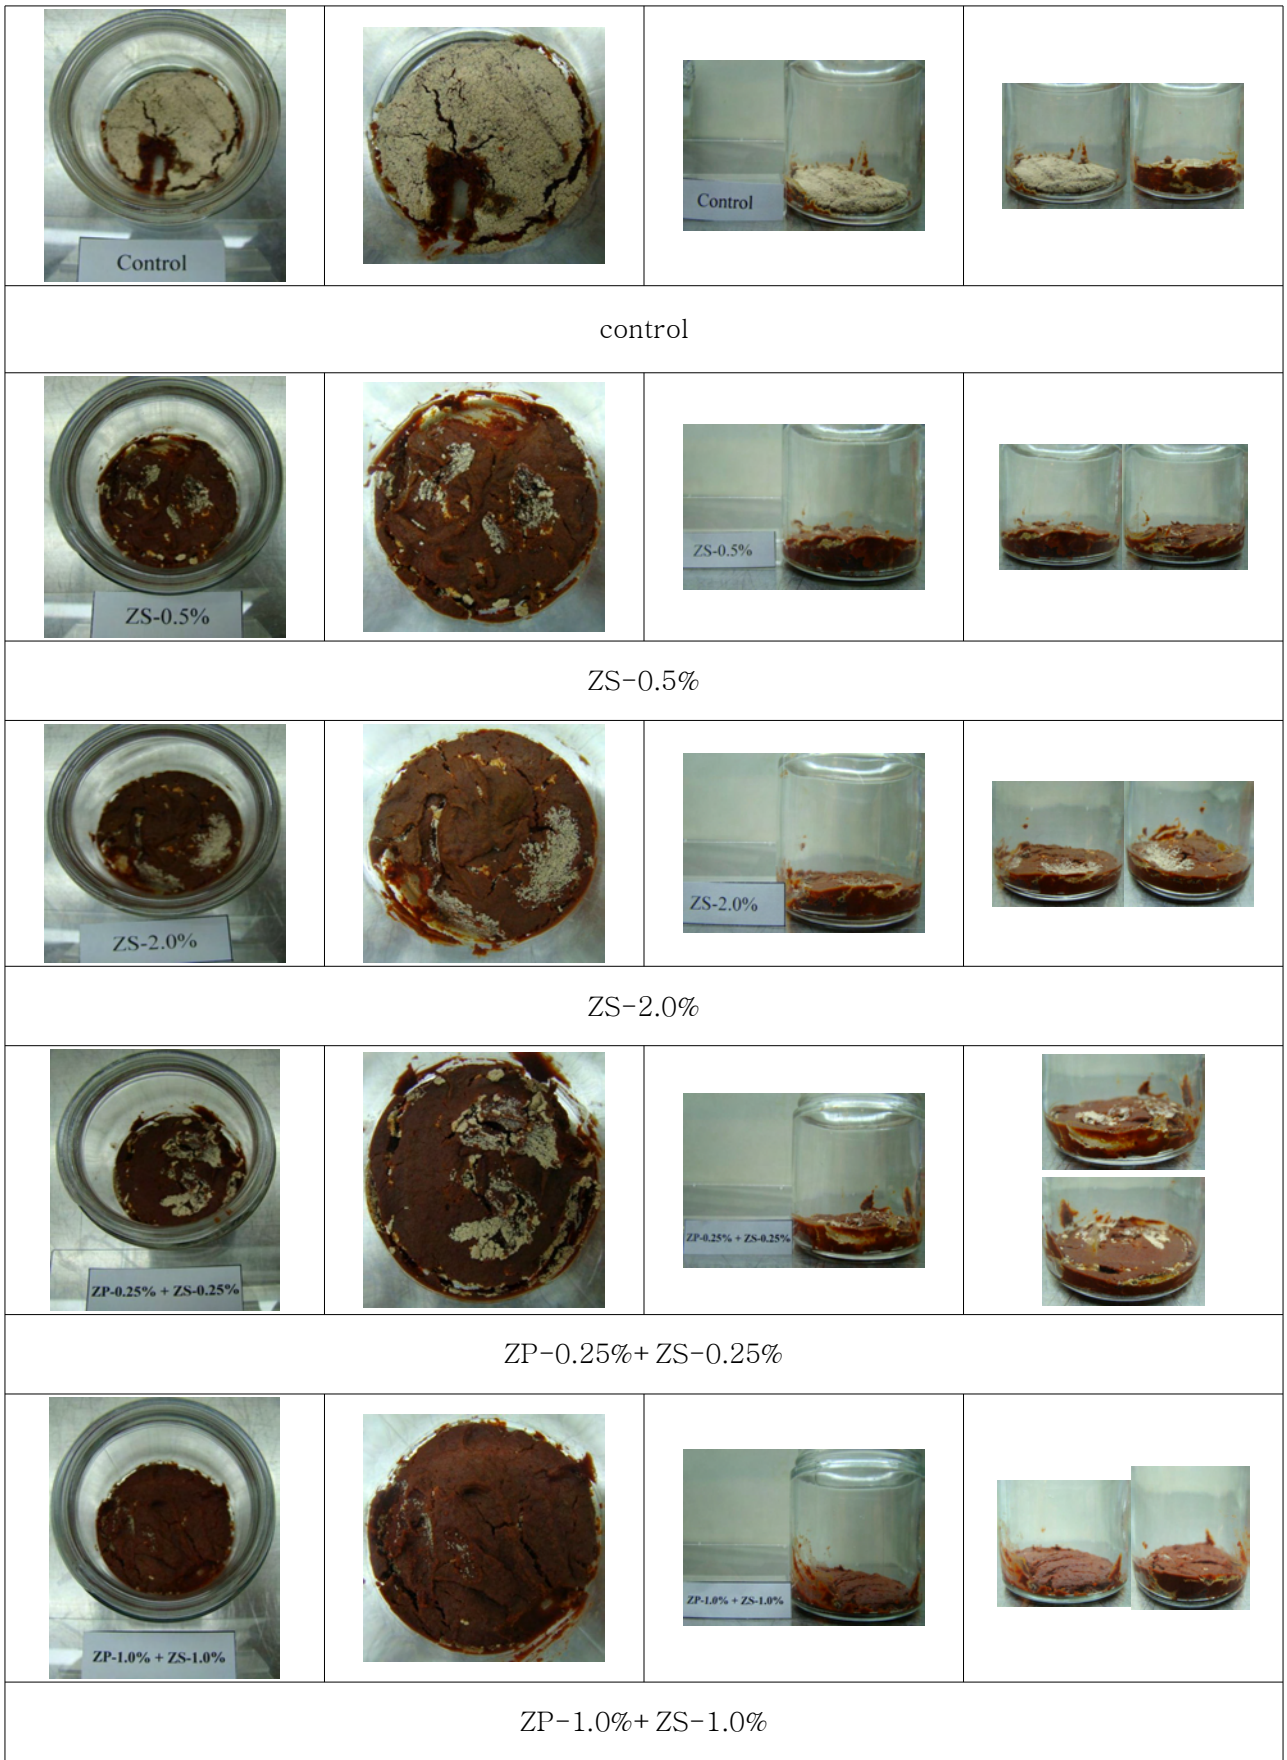 Control
Control
control
ZS-0.5%
ZS-0.5%
ZS-0.5%
ZS-2.0%
ZS-2.0%
ZS-2.0%
ZP-0.25% + ZS-0.25%
ZP-0.25% + ZS-0.25%
ZP-0.25%+ ZS-0.25%
ZP-1.0% + ZS-1.0%
ZP-1.0% + ZS-1.0%
ZP-1.0%+ ZS-1.0%